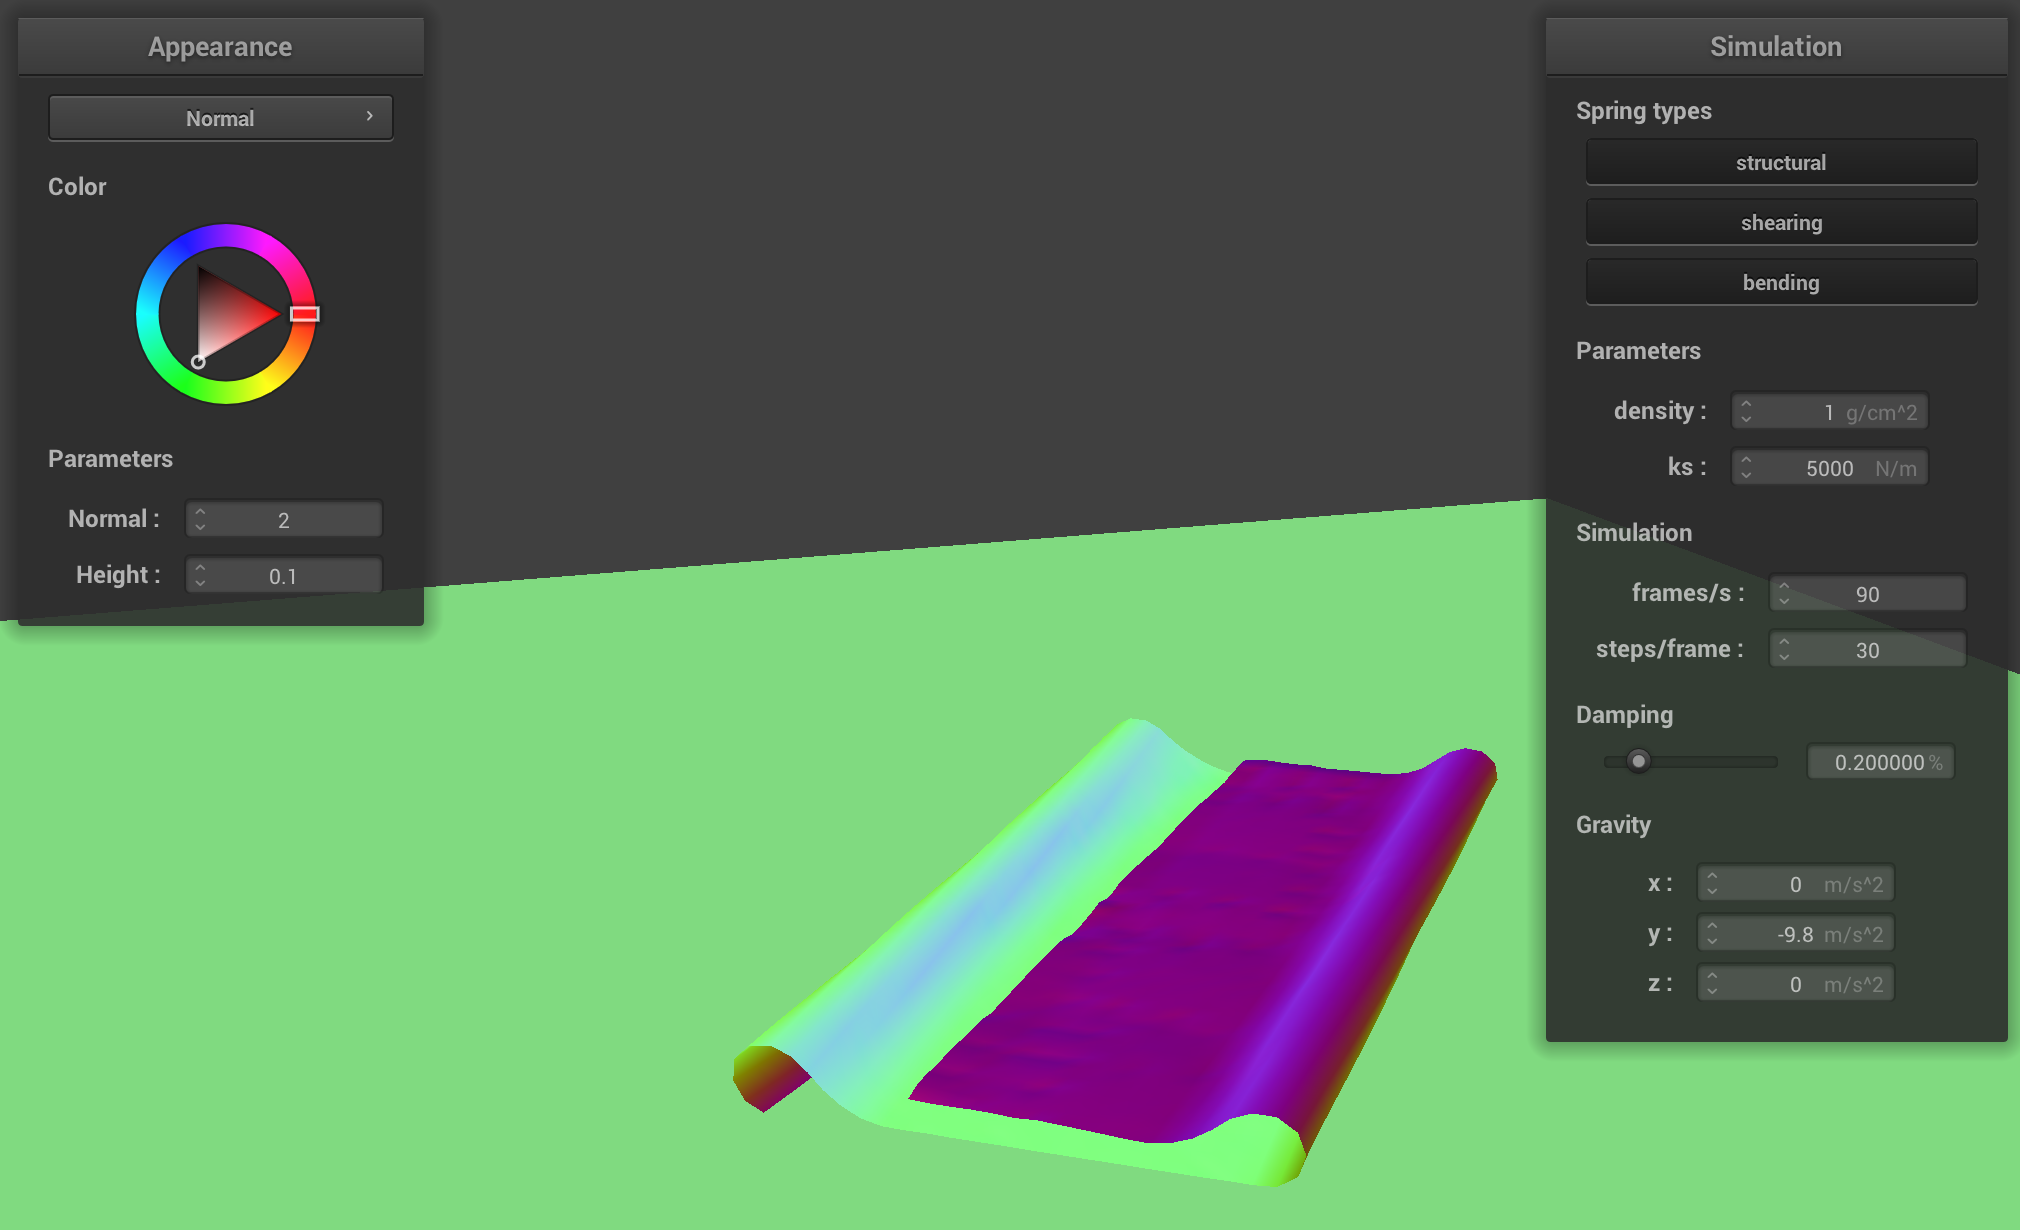 Appearance
Normal
Color
Parameters
Normal : 2
Height : 0.1
Simulation
Spring types
structural
shearing
bending
Parameters
density : 1 g/cm^2
ks : 5000 N/m
Simulation
frames/s : 90
steps/frame : 30
Damping
0.200000 %
Gravity
x : 0 m/s^2
y : -9.8 m/s^2
z : 0 m/s^2